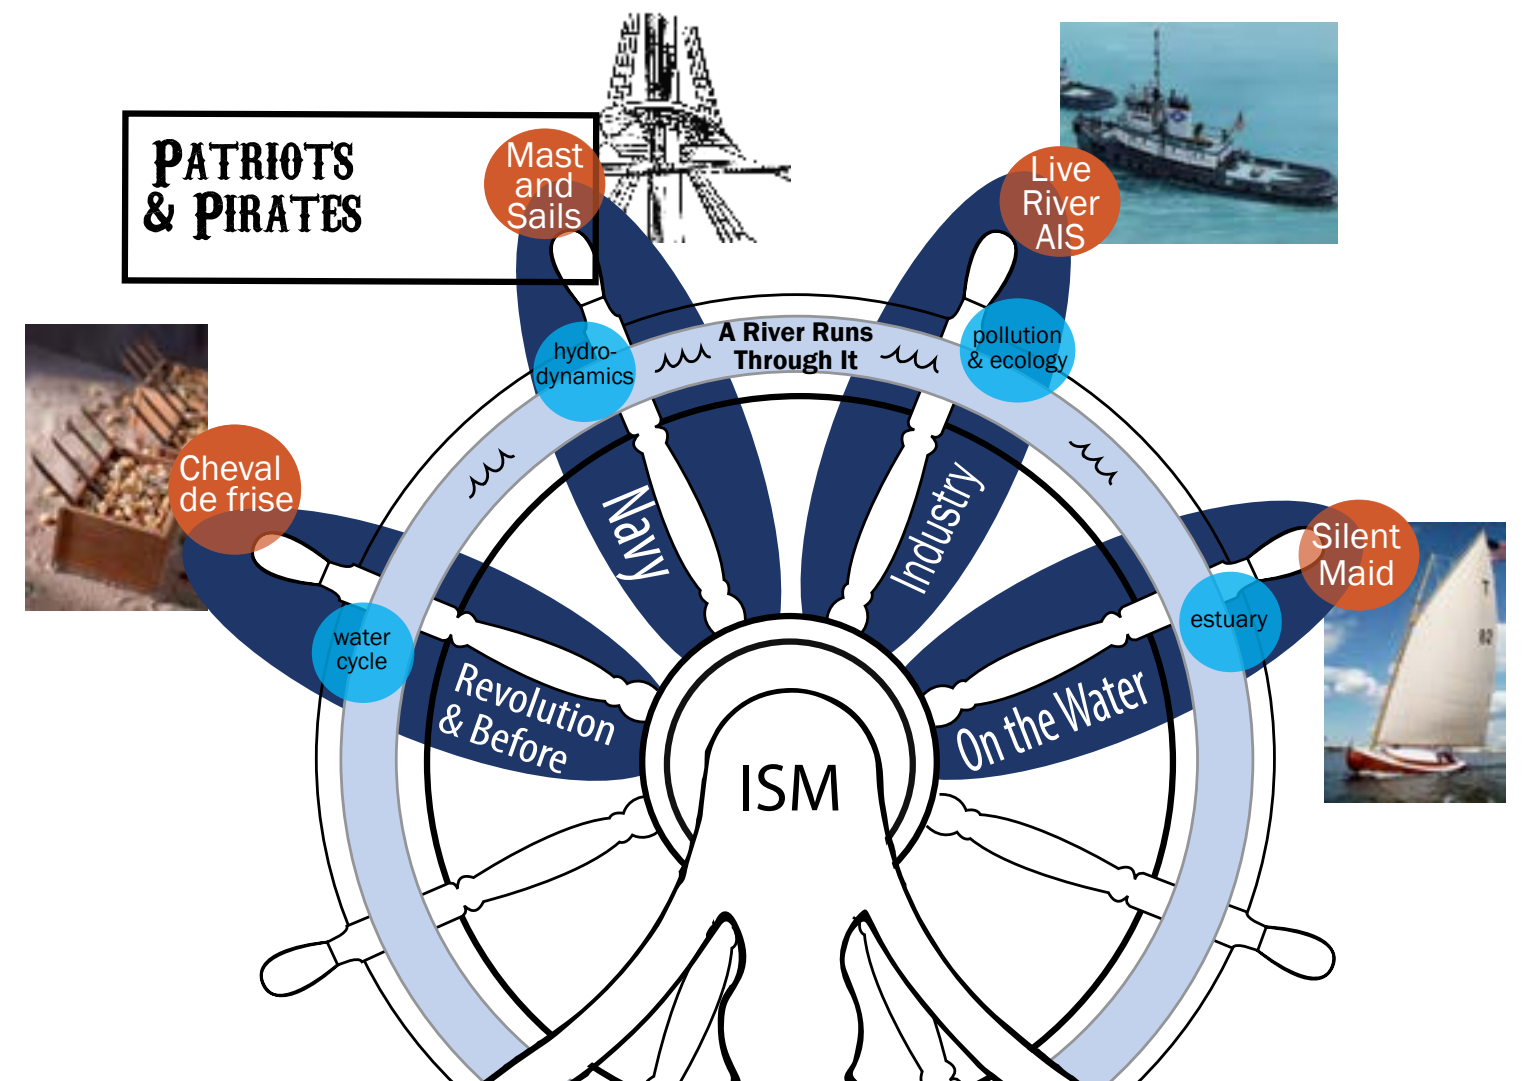 PATRIOTS
& PIRATES
Mast
and
Sails
Live
River
AIS
A River Runs
Through It
hydro-
dynamics
pollution
& ecology
Cheval
de frise
Navy
Industry
Silent
Maid
T
82
estuary
water
cycle
Revolution
& Before
On the Water
ISM